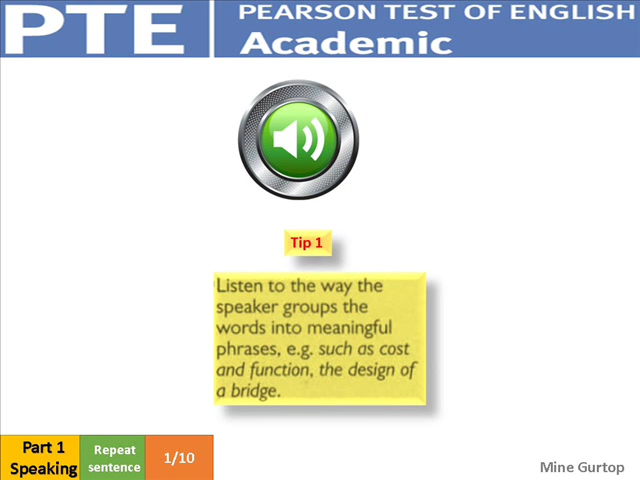 PTE
PEARSON TEST OF ENGLISH
Academic
Tip 1
Listen to the way the
speaker groups the
words into meaningful
phrases, e.g. such as cost
and function, the design of
a bridge.
Part 1
Speaking
Repeat
sentence
1/10
Mine Gurtop